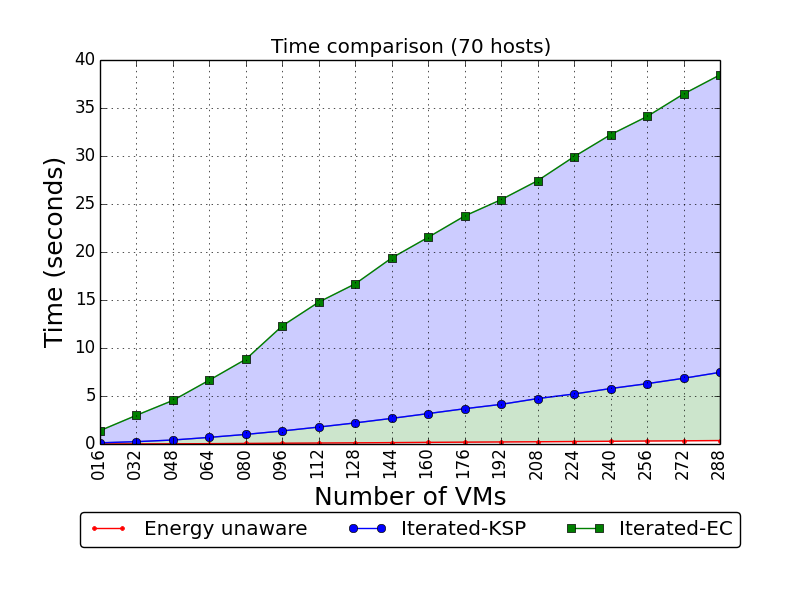 Time comparison (70 hosts)
40
35
30
25
20
15
10
5
0
Time (seconds)
016 032 048 064 080 096 112 128 144 160 176 192 208 224 240 256 272 288
Number of VMs
Energy unaware Iterated-KSP Iterated-EC